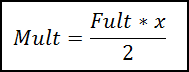 Mult = Fult * x / 2